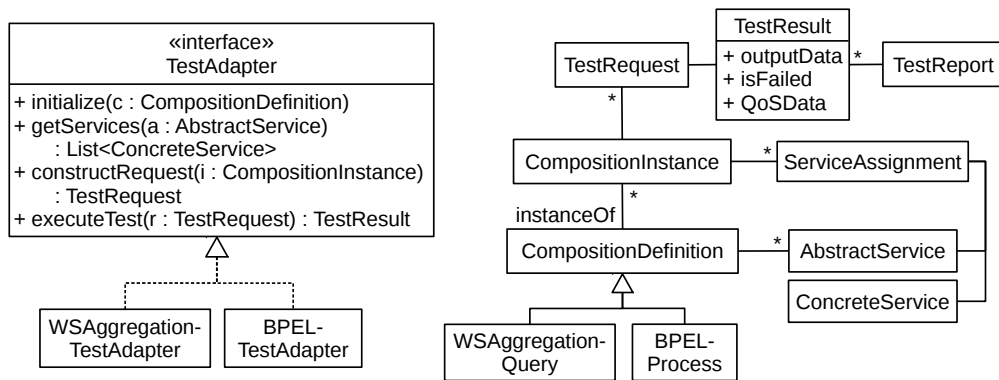 «interface»
TestAdapter
+ initialize(c : CompositionDefinition)
+ getServices(a : AbstractService)
: List<ConcreteService>
+ constructRequest(i : CompositionInstance)
: TestRequest
+ executeTest(r : TestRequest) : TestResult
WSAggregation-
TestAdapter
BPEL-
TestAdapter
TestRequest
TestResult
+ outputData
+ isFailed
+ QoSData
*
TestReport
*
CompositionInstance
*
ServiceAssignment
*
instanceOf
CompositionDefinition
*
AbstractService
ConcreteService
WSAggregation-
Query
BPEL-
Process